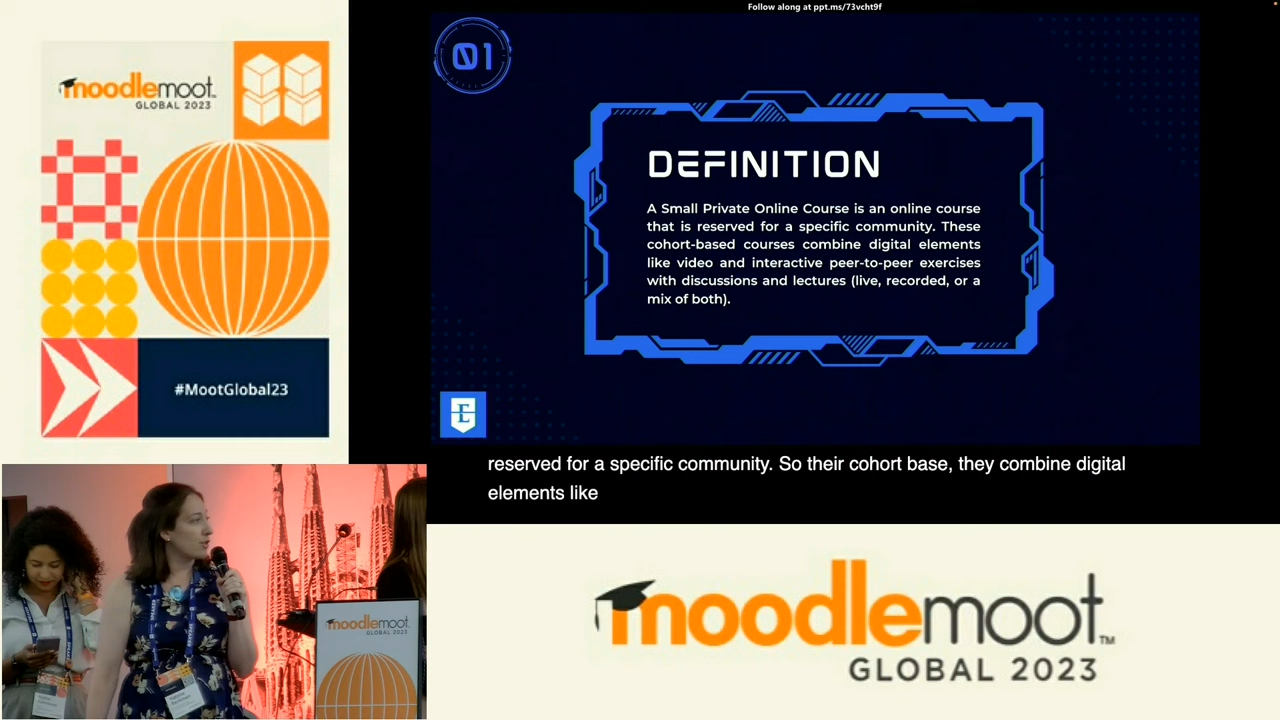 Follow along at ppt.ms/73vcht9f
moodlemoot™
GLOBAL 2023
#MootGlobal23
01
DEFINITION
A Small Private Online Course is an online course
that is reserved for a specific community. These
cohort-based courses combine digital elements
like video and interactive peer-to-peer exercises
with discussions and lectures (live, recorded, or a
mix of both).
reserved for a specific community. So their cohort base, they combine digital
elements like
moodlemoot
GLOBAL 2023
moodlemoot™
GLOBAL 2023